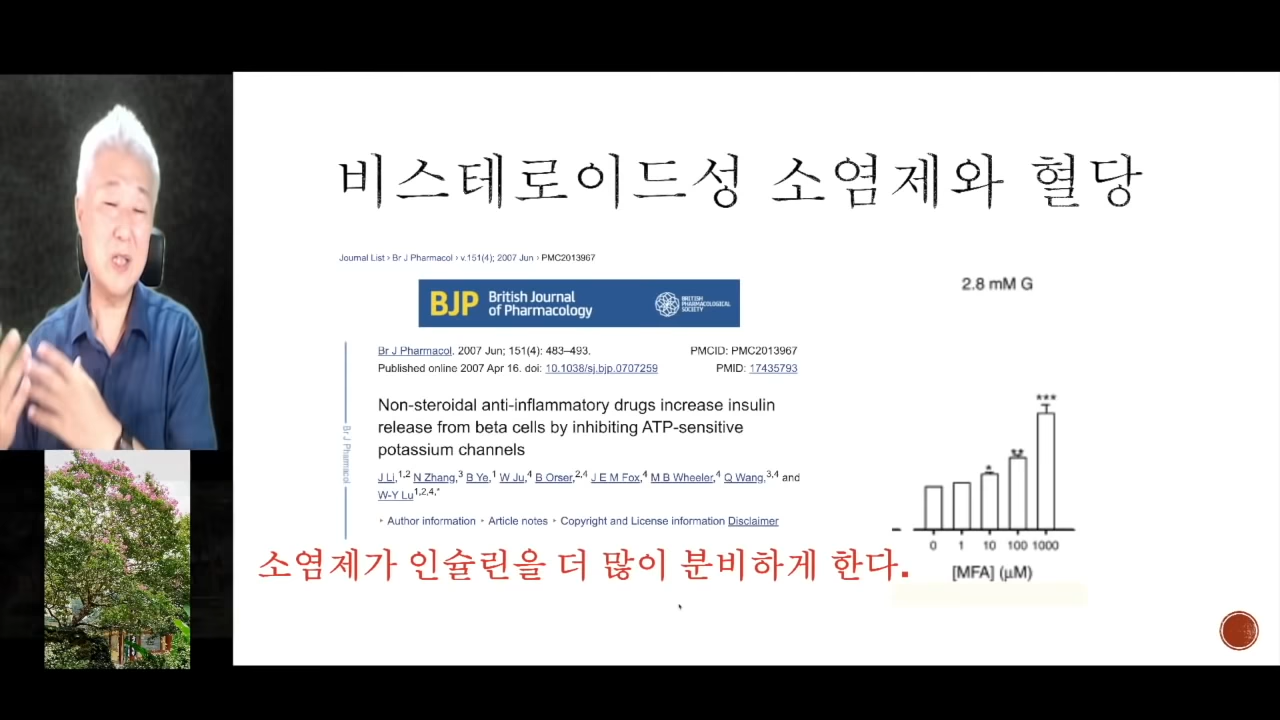 비스테로이드성 소염제와 혈당
Journal List › Br J Pharmacol › v.151(4); 2007 Jun › PMC2013967
BJP British Journal of Pharmacology
BRITISH PHARMACOLOGICAL SOCIETY
Br J Pharmacol. 2007 Jun; 151(4): 483–493. PMCID: PMC2013967
Published online 2007 Apr 16. doi: 10.1038/sj.bjp.0707259 PMID: 17435793
Non-steroidal anti-inflammatory drugs increase insulin
release from beta cells by inhibiting ATP-sensitive
potassium channels
J Li,1,2 N Zhang,3 B Ye,1 W Ju,4 B Orser,2,4 J E M Fox,4 M B Wheeler,4 Q Wang,3,4 and
W-Y Lu1,2,4,*
‣ Author information ‣ Article notes ‣ Copyright and License information Disclaimer
Br J Pharmacol
소염제가 인슐린을 더 많이 분비하게 한다.
2.8 mM G
* ** ***
0 1 10 100 1000
[MFA] (μM)